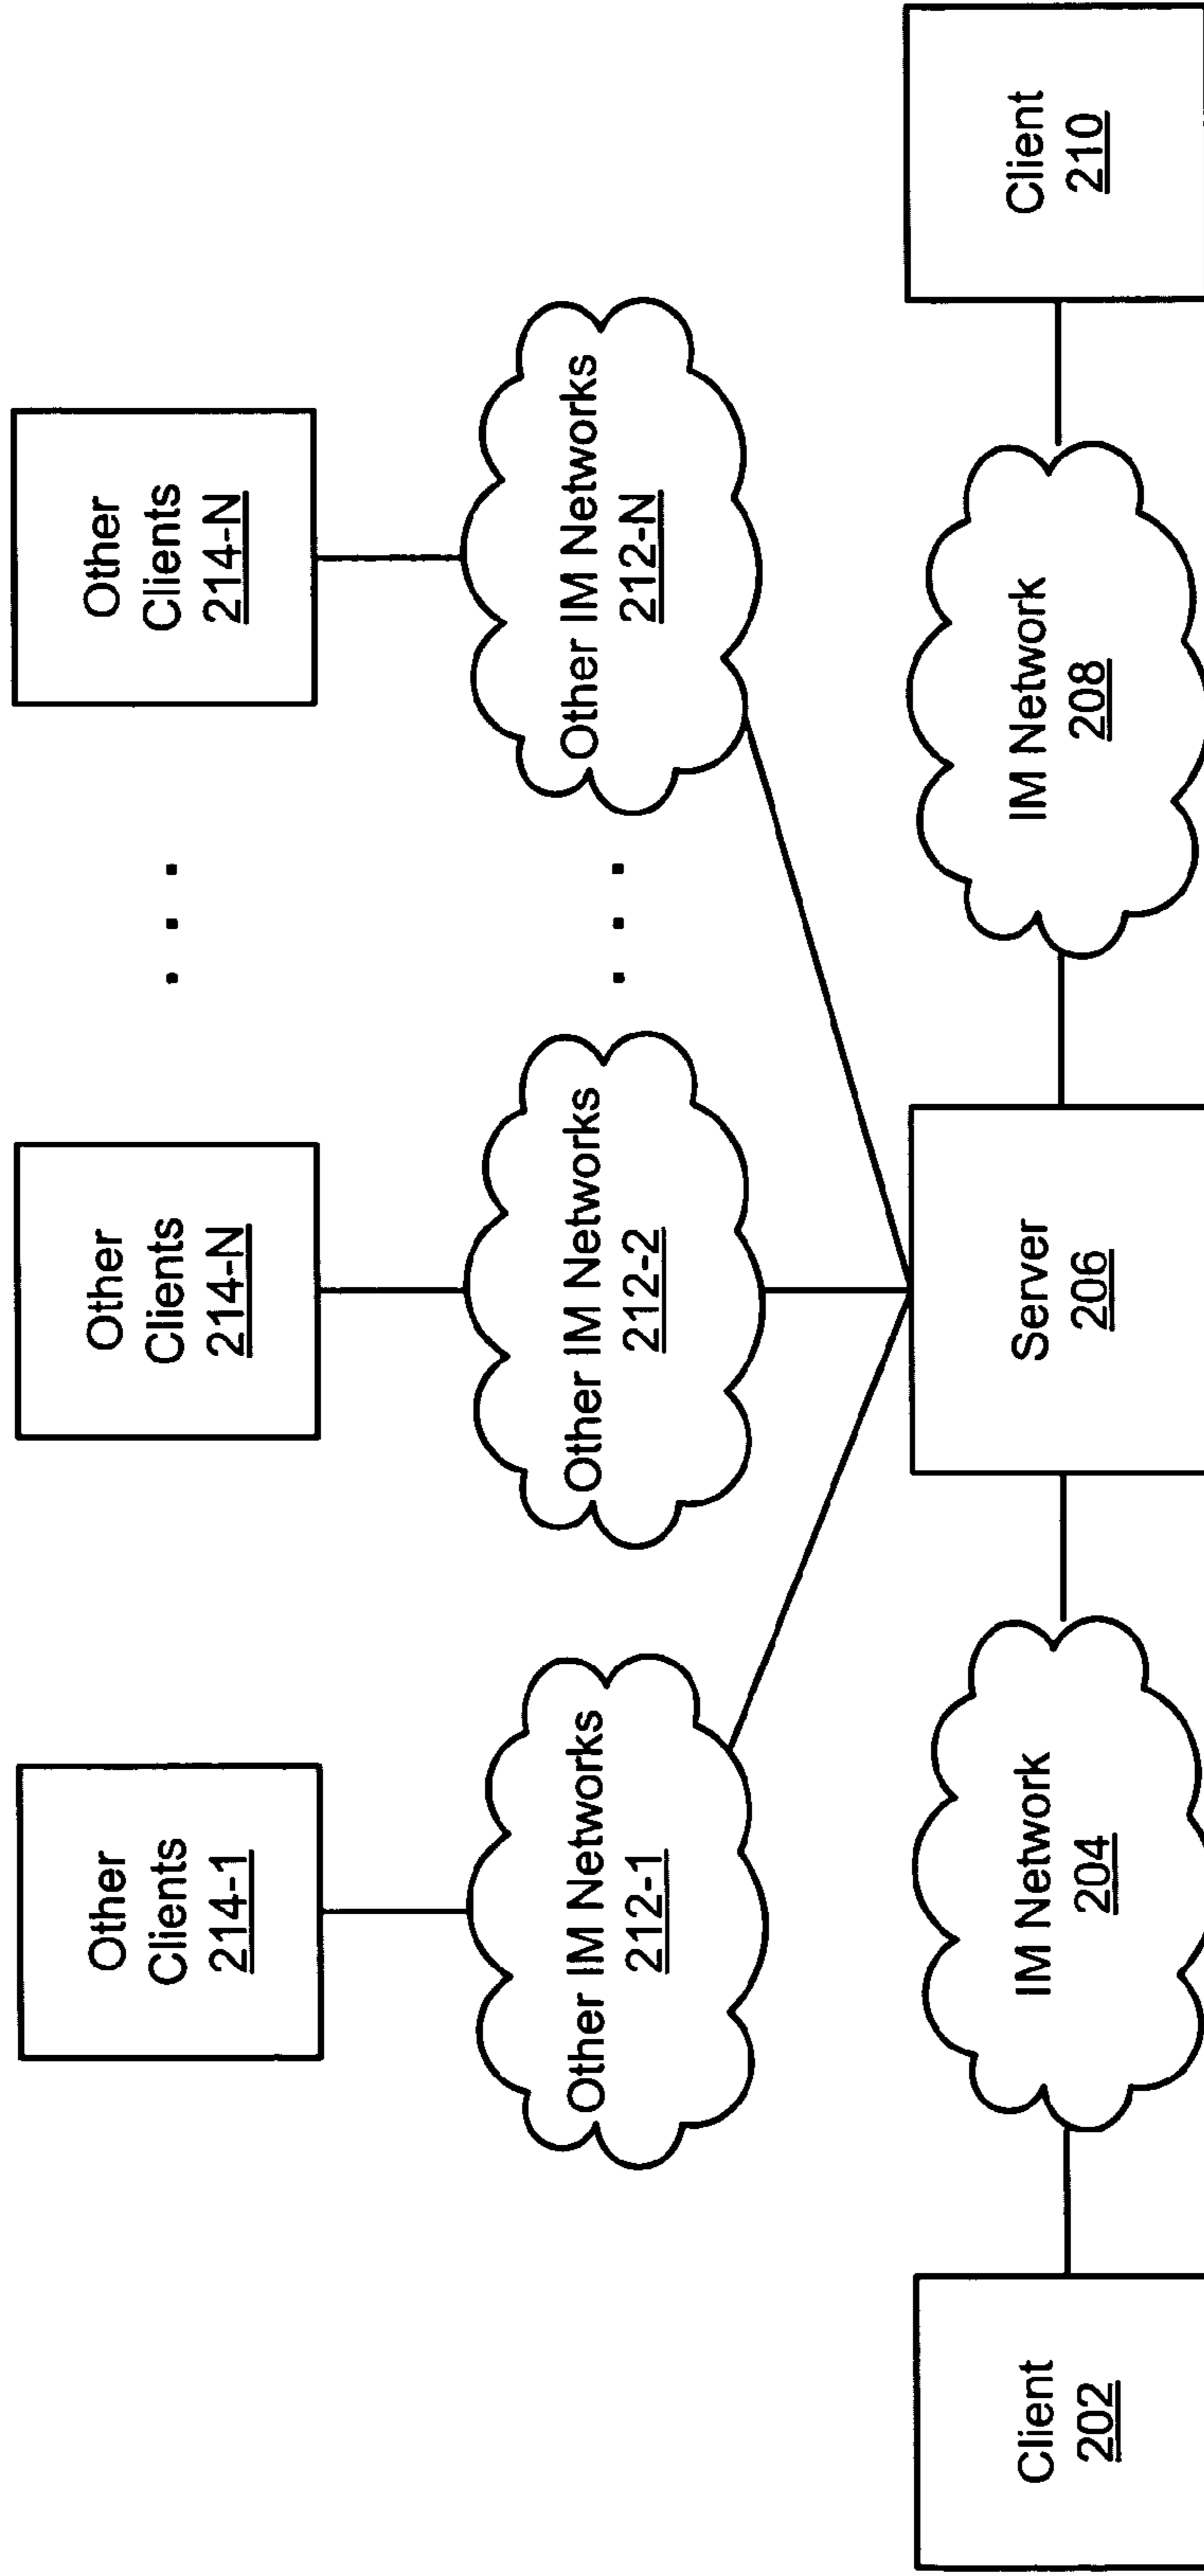 Other
Clients
214-1
Other
Clients
214-N
. . .
Other
Clients
214-N
Other IM Networks
212-1
Other IM Networks
212-2
. . .
Other IM Networks
212-N
Client
202
IM Network
204
Server
206
IM Network
208
Client
210